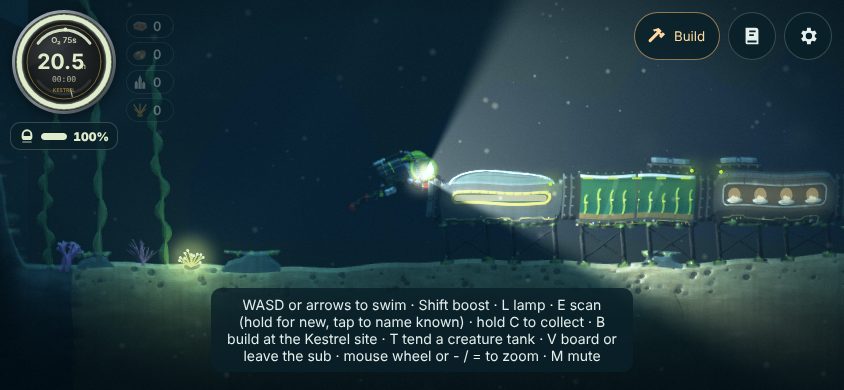 O₂ 75s
20.5
00:00
KESTREL
100%
0
0
0
0
Build
WASD or arrows to swim · Shift boost · L lamp · E scan
(hold for new, tap to name known) · hold C to collect · B
build at the Kestrel site · T tend a creature tank · V board or
leave the sub · mouse wheel or - / = to zoom · M mute